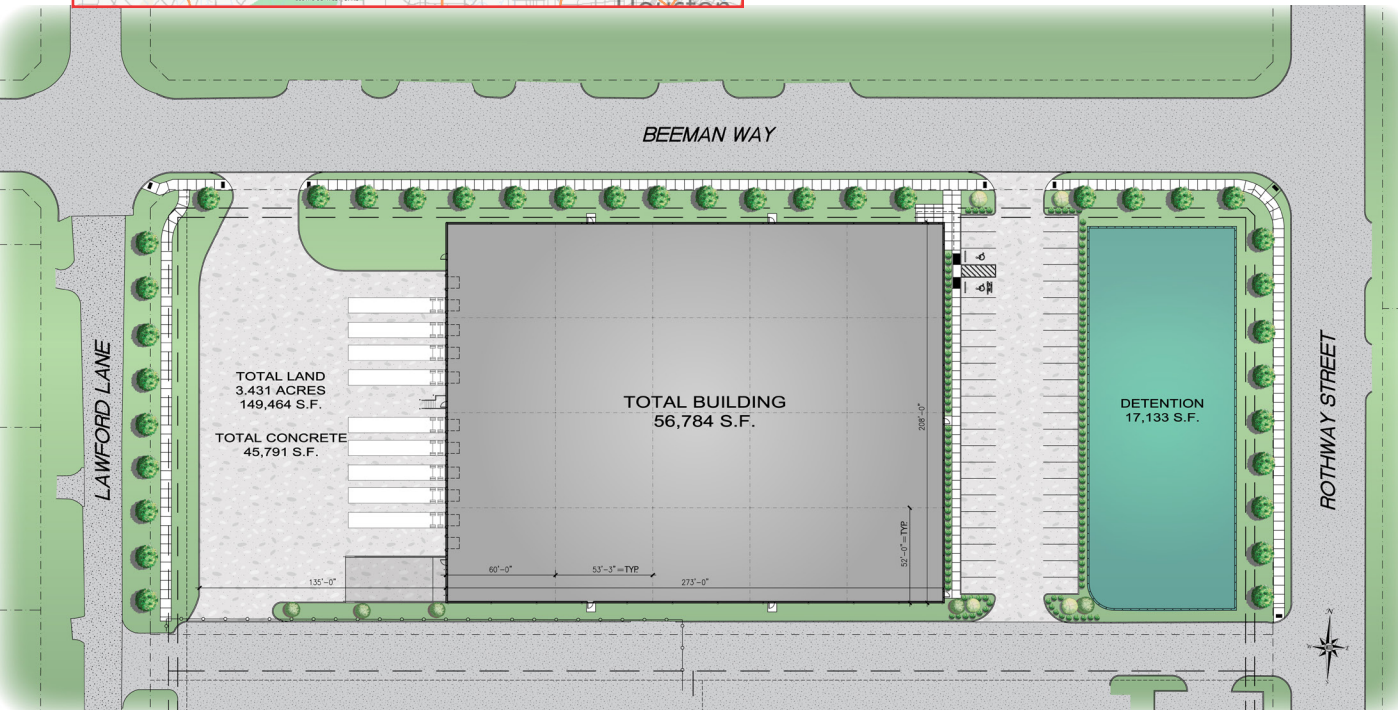 Houston
BEEMAN WAY
LAWFORD LANE
TOTAL LAND
3.431 ACRES
149,464 S.F.
TOTAL CONCRETE
45,791 S.F.
TOTAL BUILDING
56,784 S.F.
208'-0"
DETENTION
17,133 S.F.
ROTHWAY STREET
52'-0"=TYP.
60'-0"
53'-3"=TYP.
135'-0"
273'-0"
N